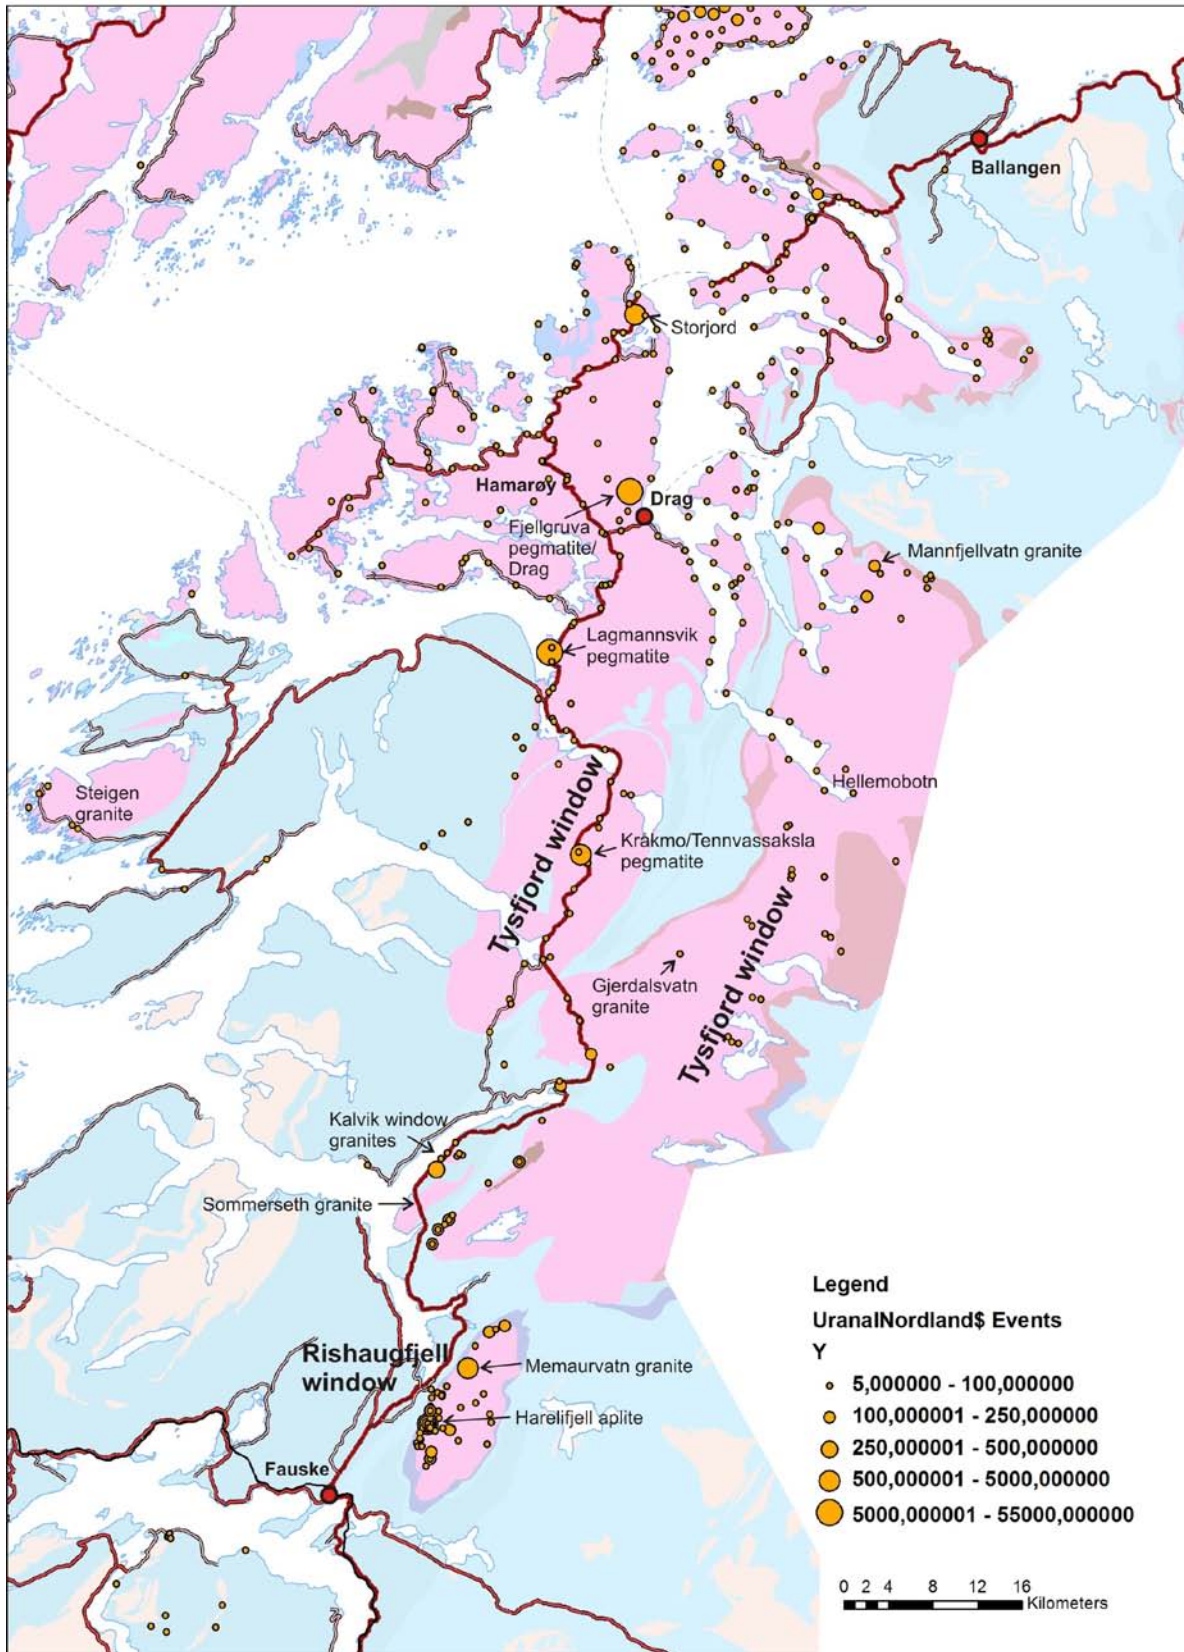 Ballangen
Storjord
Hamarøy
Drag
Fjellgruva
pegmatite/
Drag
Mannfjellvatn granite
Lagmannsvik
pegmatite
Steigen
granite
Hellemobotn
Tysfjord window
Kråkmo/Tennvassaksla
pegmatite
Tysfjord window
Gjerdalsvatn
granite
Kalvik window
granites
Sommerseth granite
Rishaugfjell
window
Memaurvatn granite
Harelifjell aplite
Fauske
Legend
UranalNordland$ Events
Y
5,000000 - 100,000000
100,000001 - 250,000000
250,000001 - 500,000000
500,000001 - 5000,000000
5000,000001 - 55000,000000
0 2 4 8 12 16
Kilometers